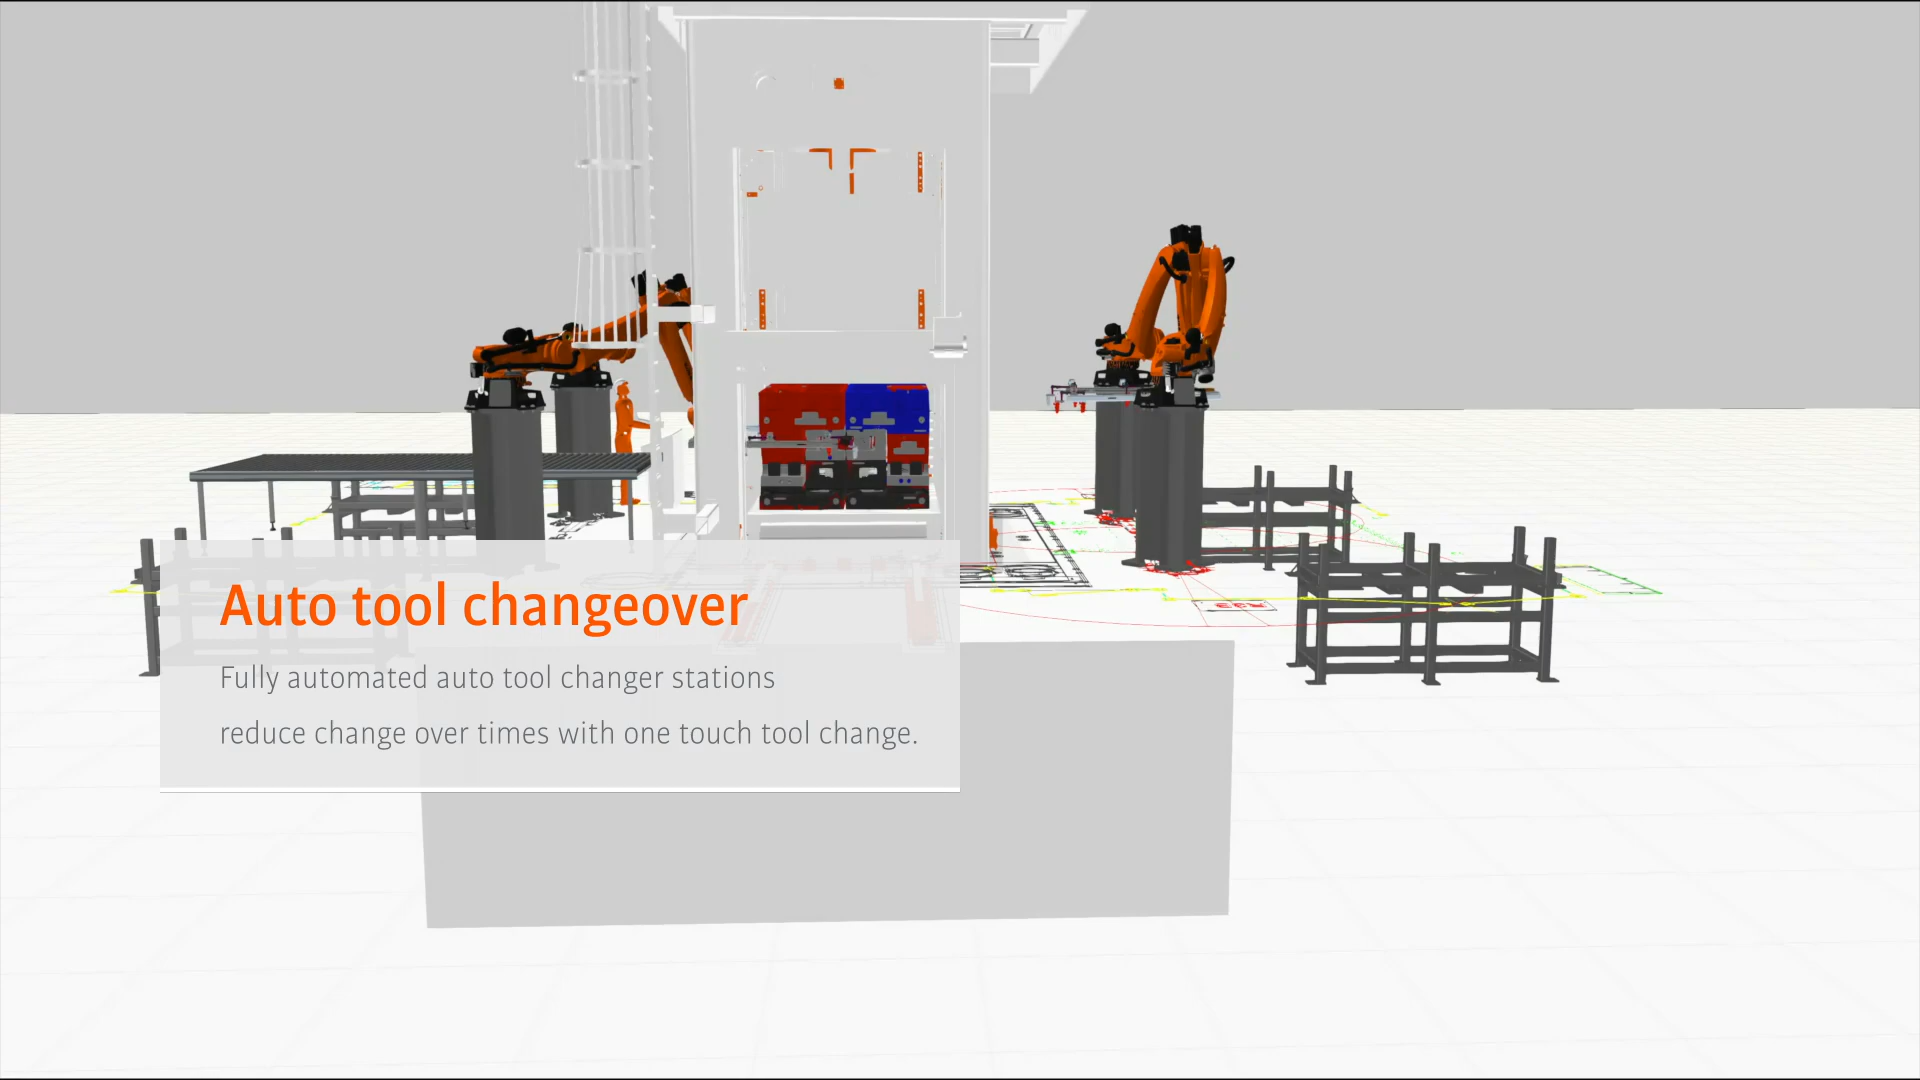 Auto tool changeover
Fully automated auto tool changer stations
reduce change over times with one touch tool change.